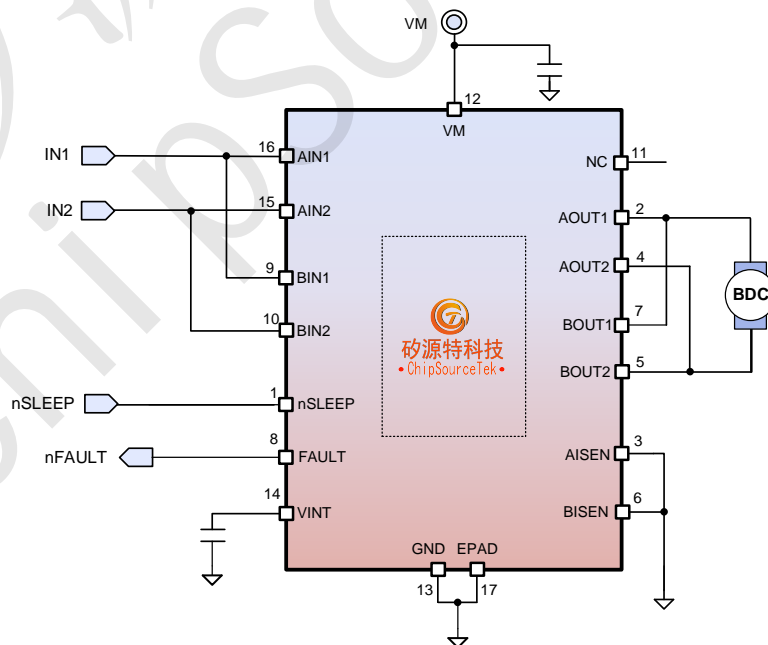 VM
12
VM
IN1
16
AIN1
NC
11
IN2
15
AIN2
AOUT1
2
AOUT2
4
9
BIN1
BDC
10
BIN2
BOUT1
7
矽源特科技
•ChipSourceTek•
BOUT2
5
nSLEEP
1
nSLEEP
nFAULT
8
FAULT
AISEN
3
14
VINT
BISEN
6
GND
EPAD
13
17
ChipSo